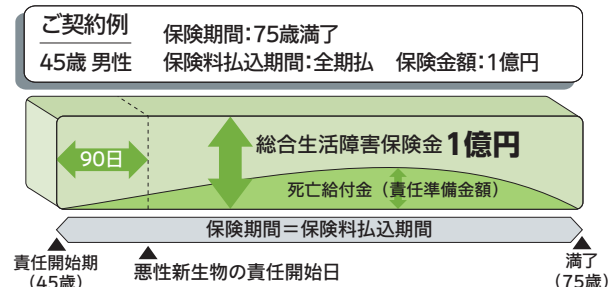 ご契約例
保険期間:75歳満了
45歳 男性
保険料払込期間:全期払 保険金額:1億円
90日
総合生活障害保険金 1億円
死亡給付金(責任準備金額)
保険期間=保険料払込期間
責任開始期
(45歳)
悪性新生物の責任開始日
満了
(75歳)